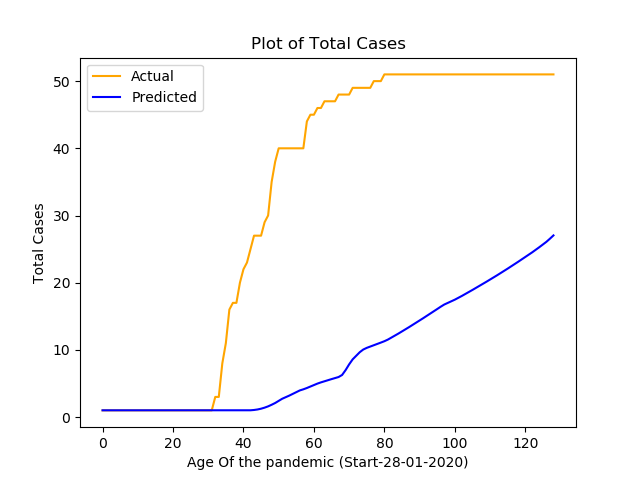 Plot of Total Cases
Actual
Predicted
50
40
30
20
10
0
Total Cases
0 20 40 60 80 100 120
Age Of the pandemic (Start-28-01-2020)